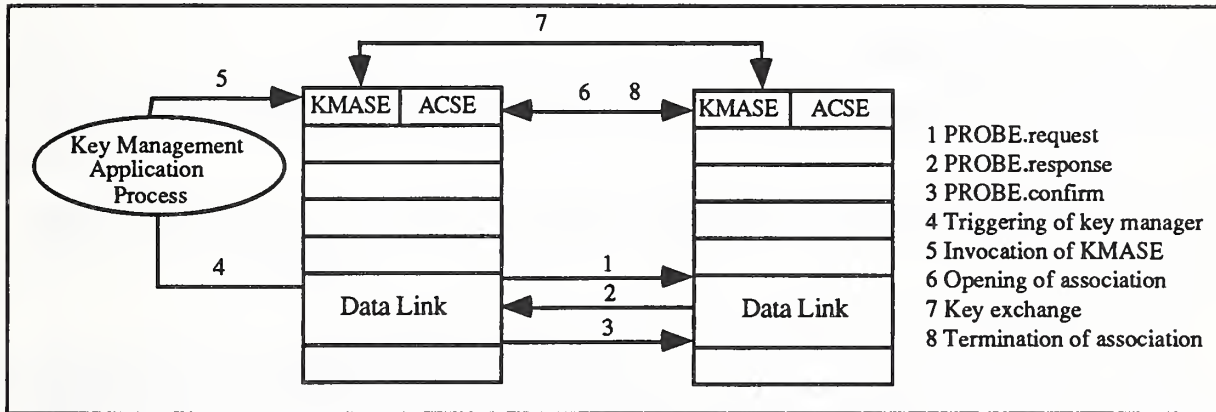 7
5
KMASE ACSE
6 8
KMASE ACSE
Key Management
Application
Process
1 PROBE.request
2 PROBE.response
3 PROBE.confirm
4 Triggering of key manager
5 Invocation of KMASE
6 Opening of association
7 Key exchange
8 Termination of association
4
1
Data Link
2
Data Link
3